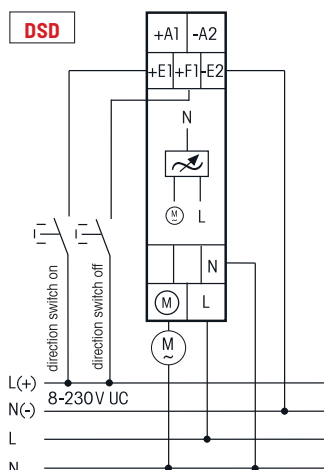 DSD
+A1 -A2
+E1 +F1 -E2
N
M ~ L
N
M L
M ~
direction switch on
direction switch off
L(+)
8-230V UC
N(-)
L
N